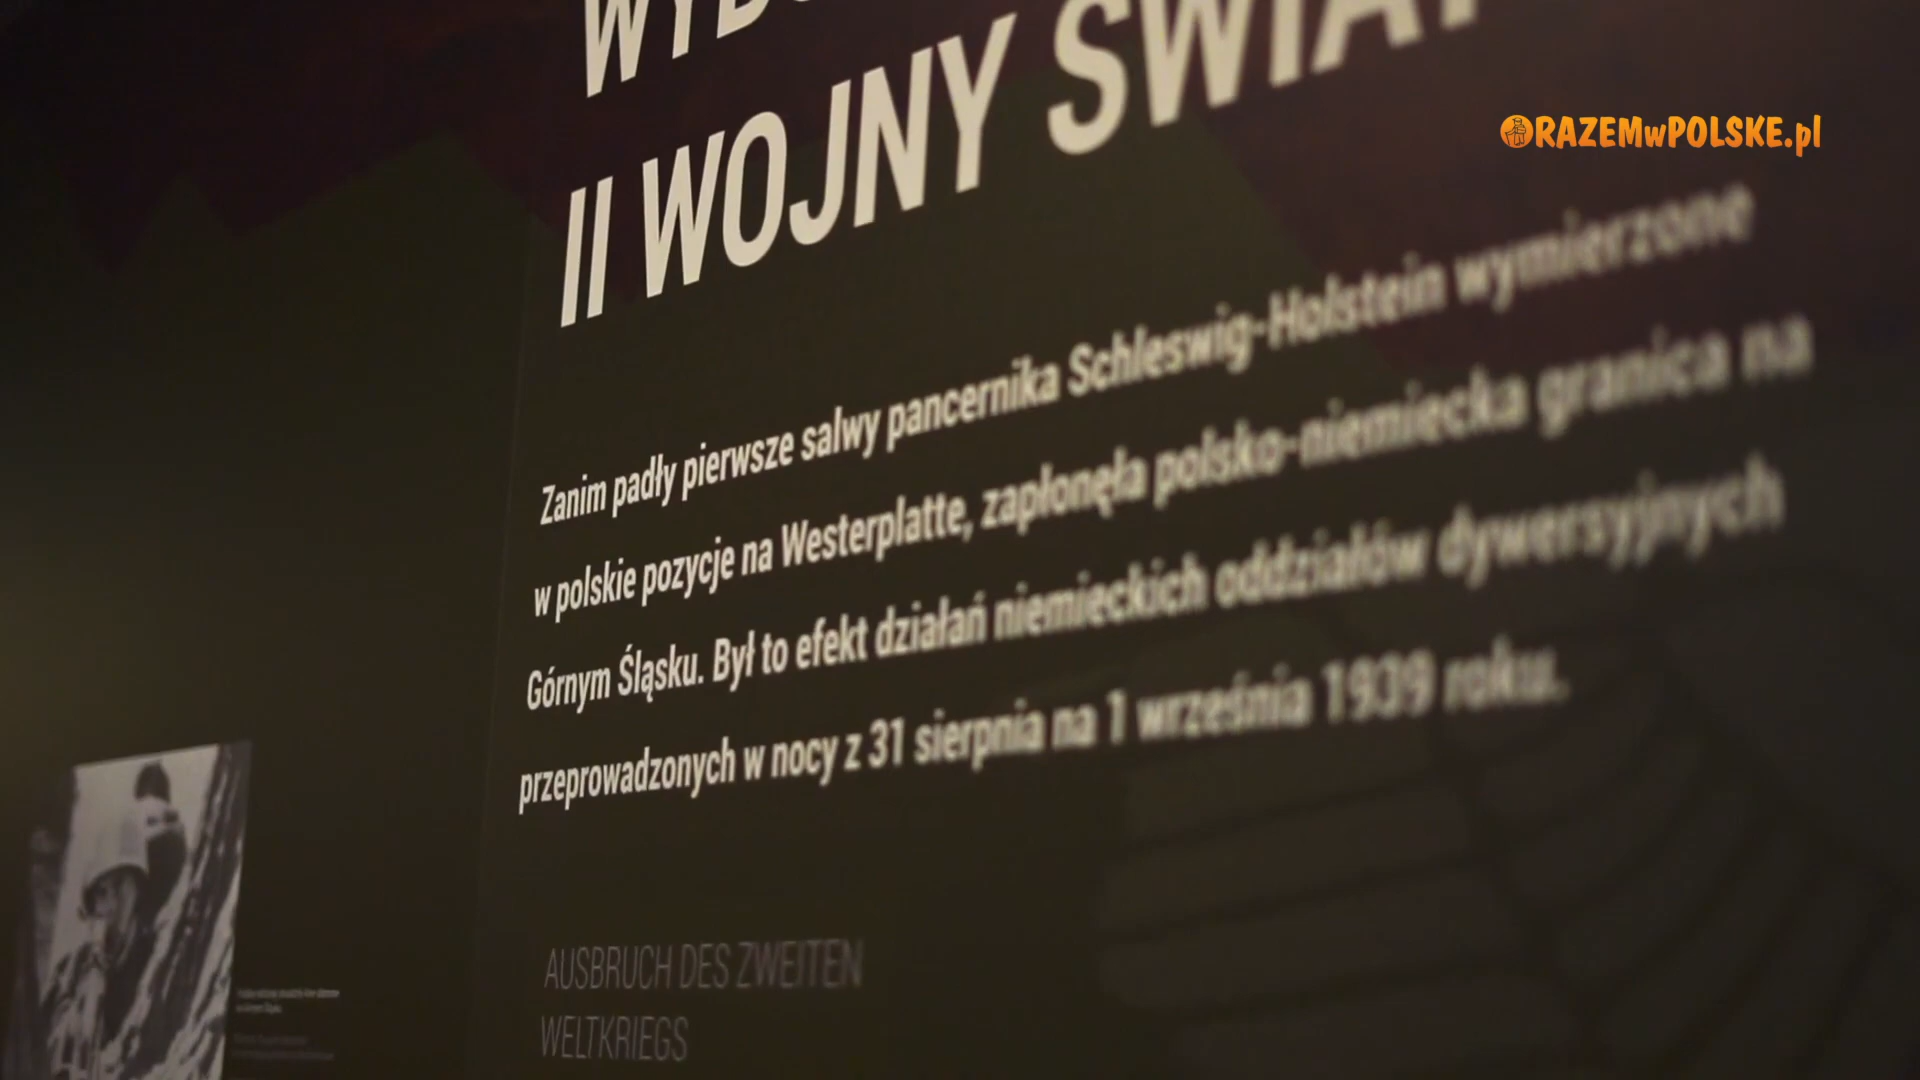 II WOJNY ŚWIAT
RAZEMwPOLSKE.pl
Zanim padły pierwsze salwy pancernika Schleswig-Holstein wymierzone
w polskie pozycje na Westerplatte, zapłonęła polsko-niemiecka granica na
Górnym Śląsku. Był to efekt działań niemieckich oddziałów dywersyjnych
przeprowadzonych w nocy z 31 sierpnia na 1 września 1939 roku.
AUSBRUCH DES ZWEITEN
WELTKRIEGS